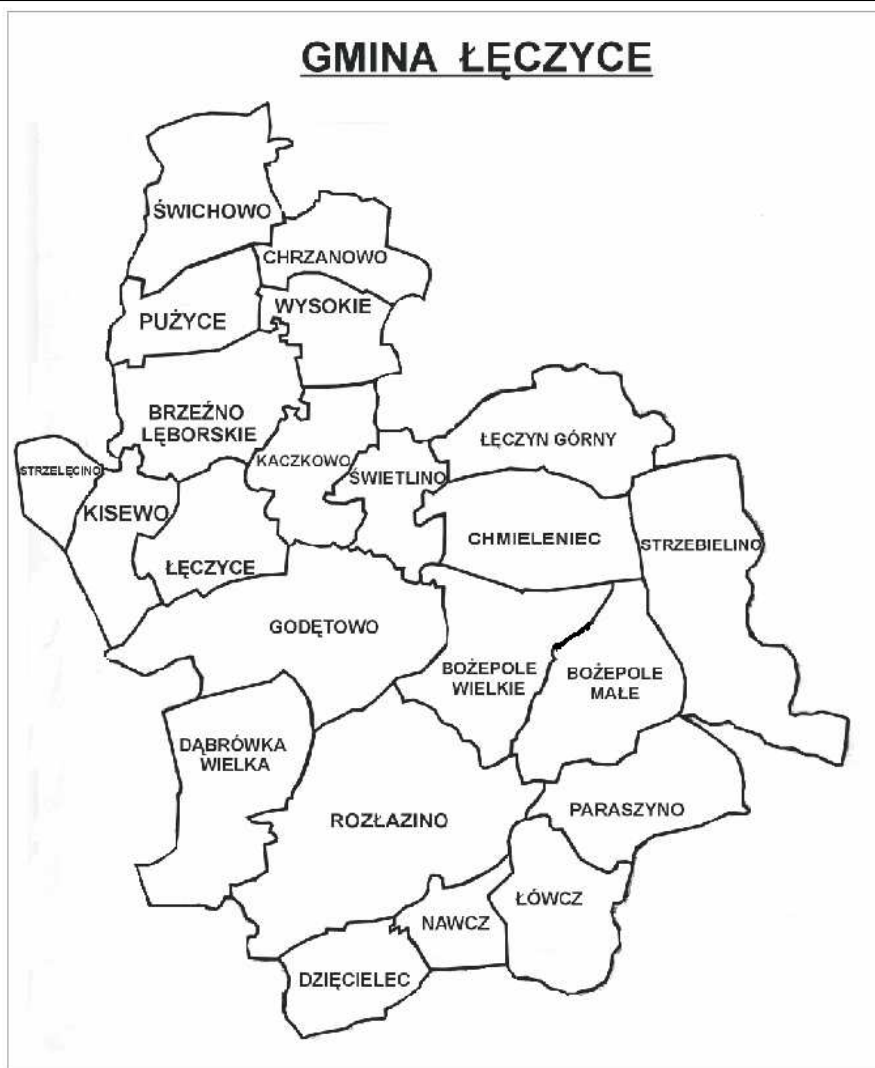 GMINA ŁĘCZYCE
ŚWICHOWO
CHRZANOWO
WYSOKIE
PUŻYCE
BRZEŹNO
LĘBORSKIE
ŁĘCZYN GÓRNY
KACZKOWO
STRZELĘCINO
ŚWIETLINO
KISEWO
CHMIELENIEC
STRZEBIELINO
ŁĘCZYCE
GODĘTOWO
BOŻEPOLE
WIELKIE
BOŻEPOLE
MAŁE
DĄBRÓWKA
WIELKA
PARASZYNO
ROZŁAZINO
ŁÓWCZ
NAWCZ
DZIĘCIELEC